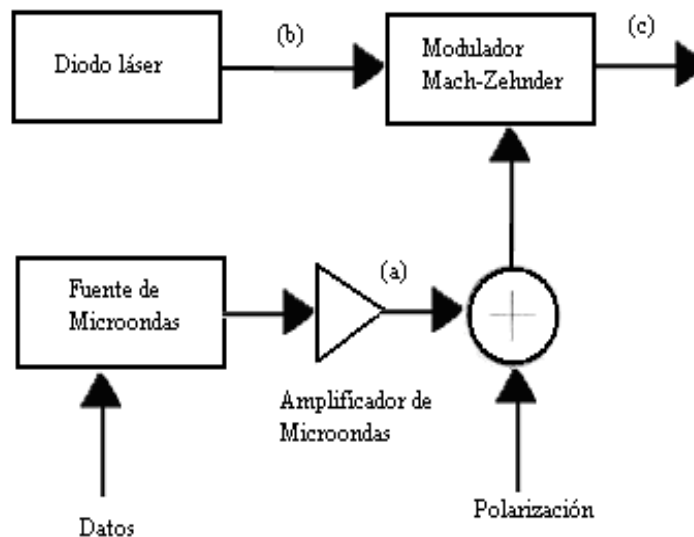 (b)
(c)
Diodo láser
Modulador
Mach-Zehnder
(a)
Fuente de
Microondas
Amplificador de
Microondas
Polarización
Datos